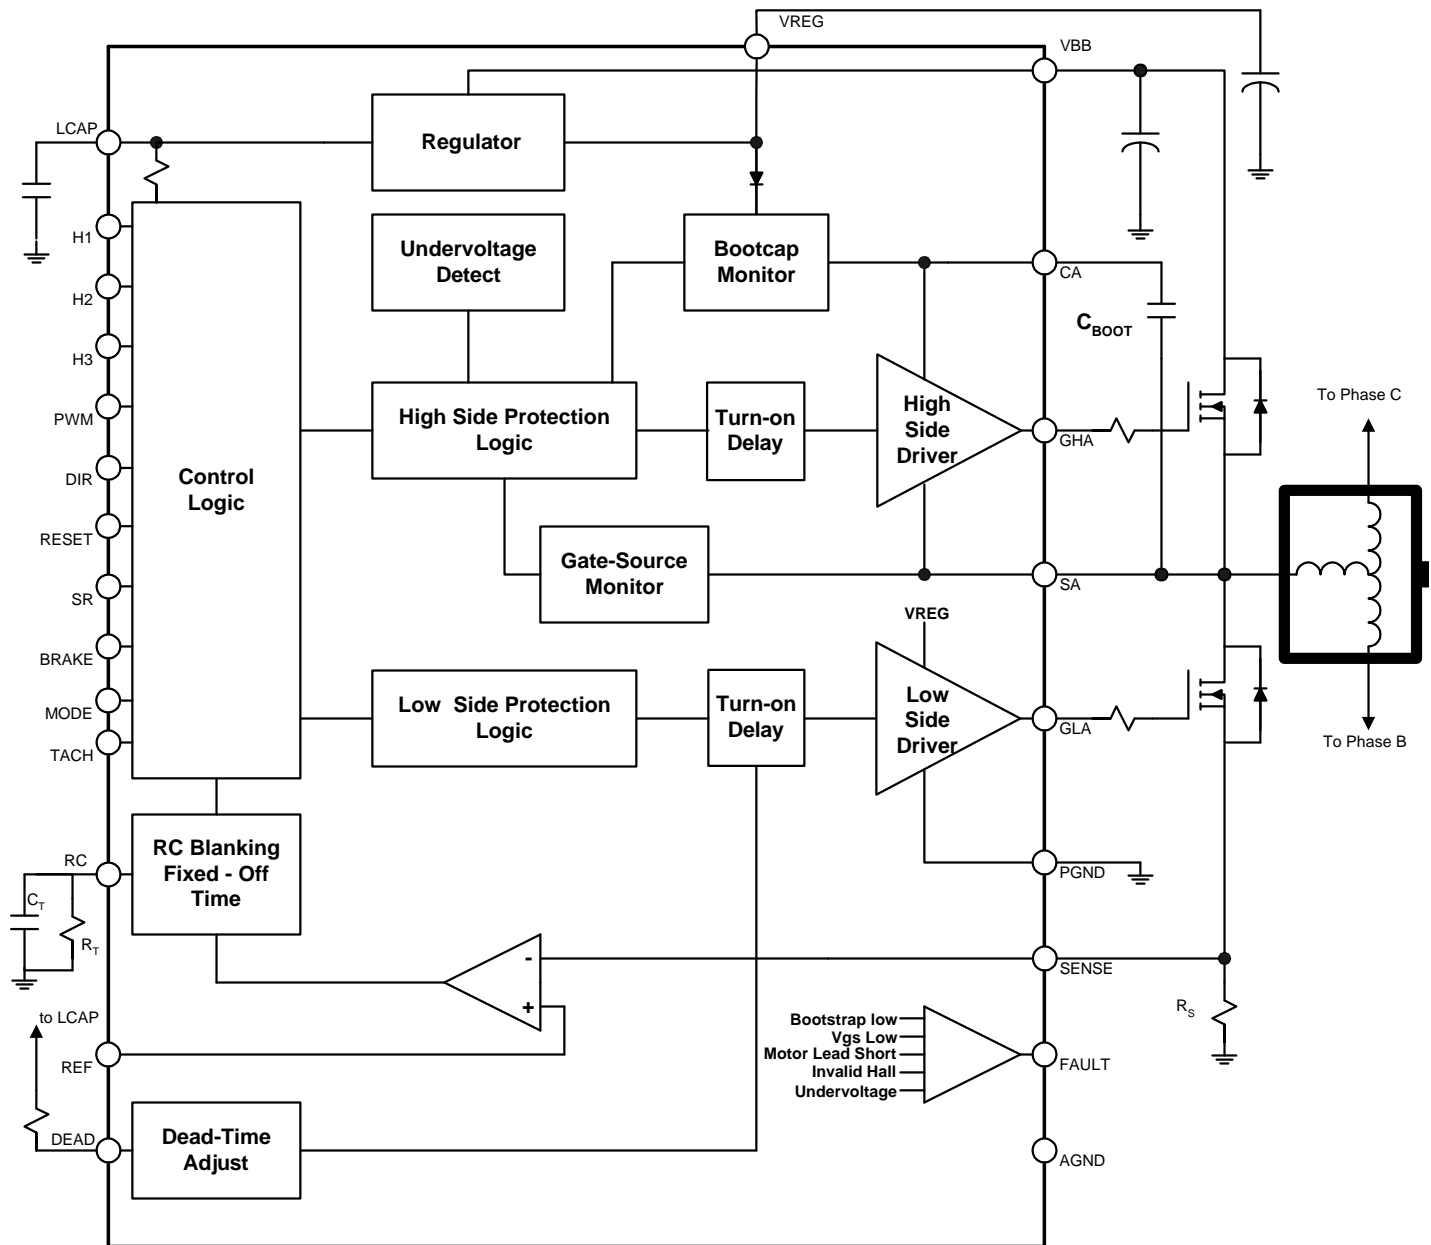 VREG
VBB
LCAP
Regulator
H1
Undervoltage
Detect
Bootcap
Monitor
CA
H2
C_BOOT
H3
PWM
High Side Protection
Logic
Turn-on
Delay
High
Side
Driver
GHA
To Phase C
DIR
Control
Logic
RESET
Gate-Source
Monitor
SR
SA
VREG
BRAKE
MODE
Low Side Protection
Logic
Turn-on
Delay
Low
Side
Driver
GLA
To Phase B
TACH
RC
RC Blanking
Fixed - Off
Time
PGND
C_T
R_T
-
+
SENSE
R_S
to LCAP
REF
Bootstrap low
Vgs Low
Motor Lead Short
Invalid Hall
Undervoltage
FAULT
DEAD
Dead-Time
Adjust
AGND